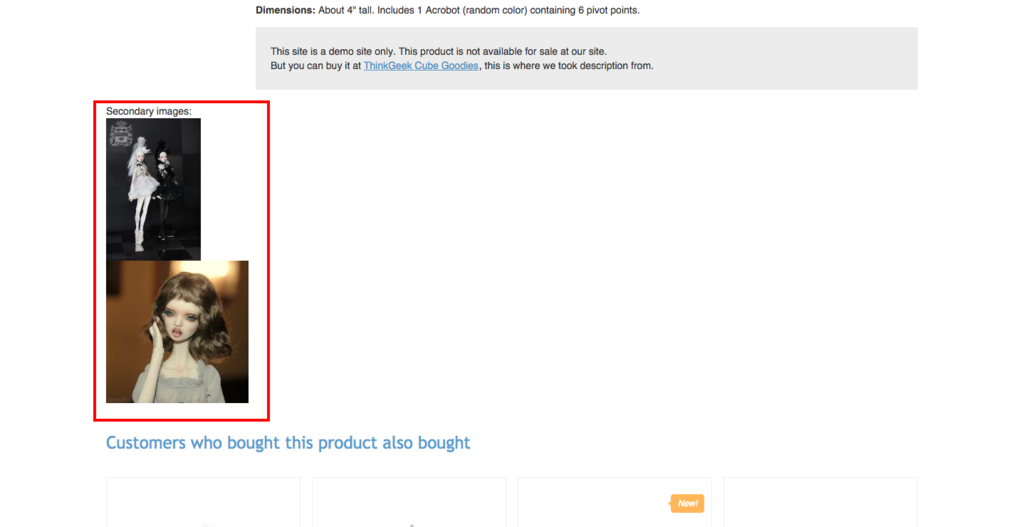 Dimensions: About 4" tall. Includes 1 Acrobot (random color) containing 6 pivot points.
This site is a demo site only. This product is not available for sale at our site.
But you can buy it at ThinkGeek Cube Goodies, this is where we took description from.
Secondary images:
Customers who bought this product also bought
New!